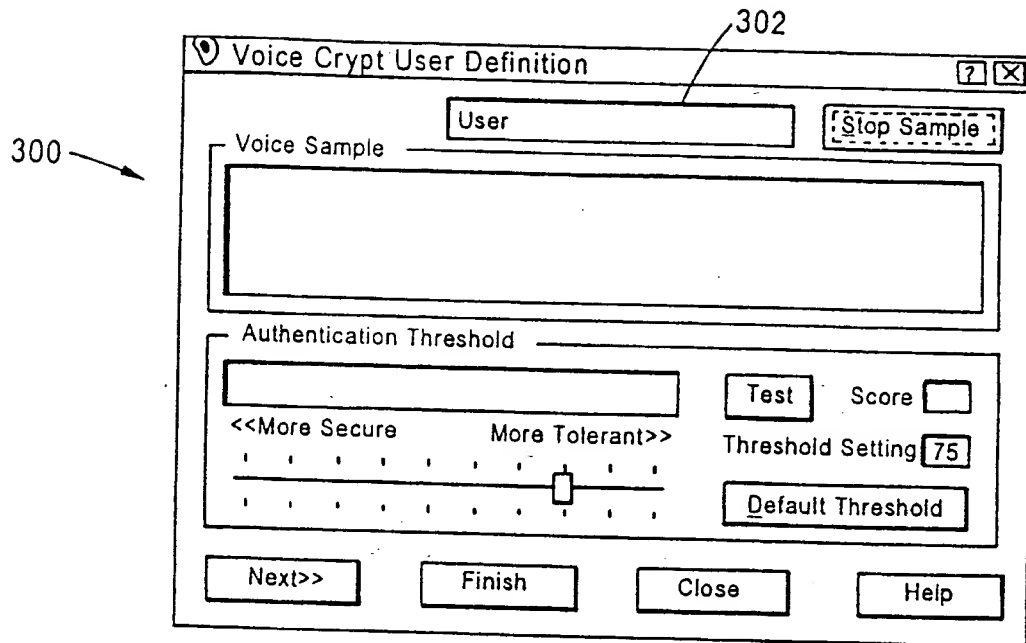 302
Voice Crypt User Definition
? X
User
Stop Sample
300
Voice Sample
Authentication Threshold
Test Score
<<More Secure More Tolerant>>
Threshold Setting 75
Default Threshold
Next>> Finish Close Help